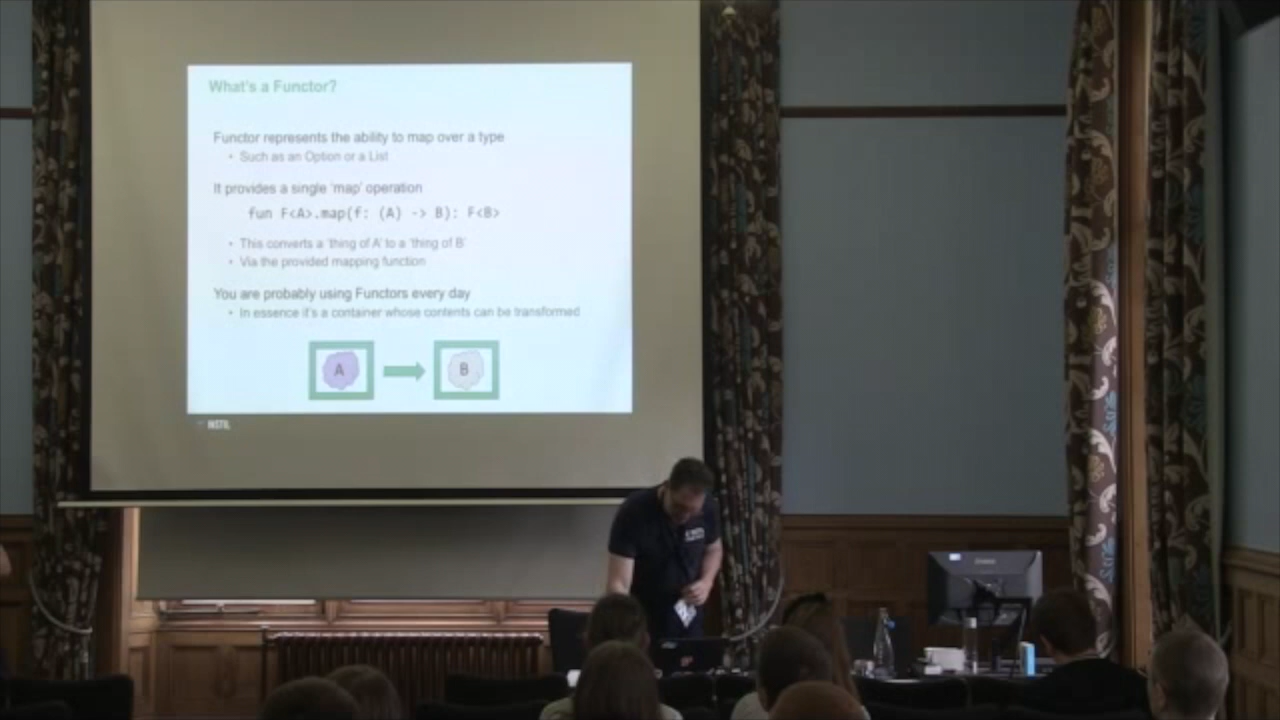 What's a Functor?
Functor represents the ability to map over a type
• Such as an Option or a List
It provides a single 'map' operation
fun F<A>.map(f: (A) -> B): F<B>
• This converts a 'thing of A' to a 'thing of B'
• Via the provided mapping function
You are probably using Functors every day
• In essence it's a container whose contents can be transformed
A B
INSTIL